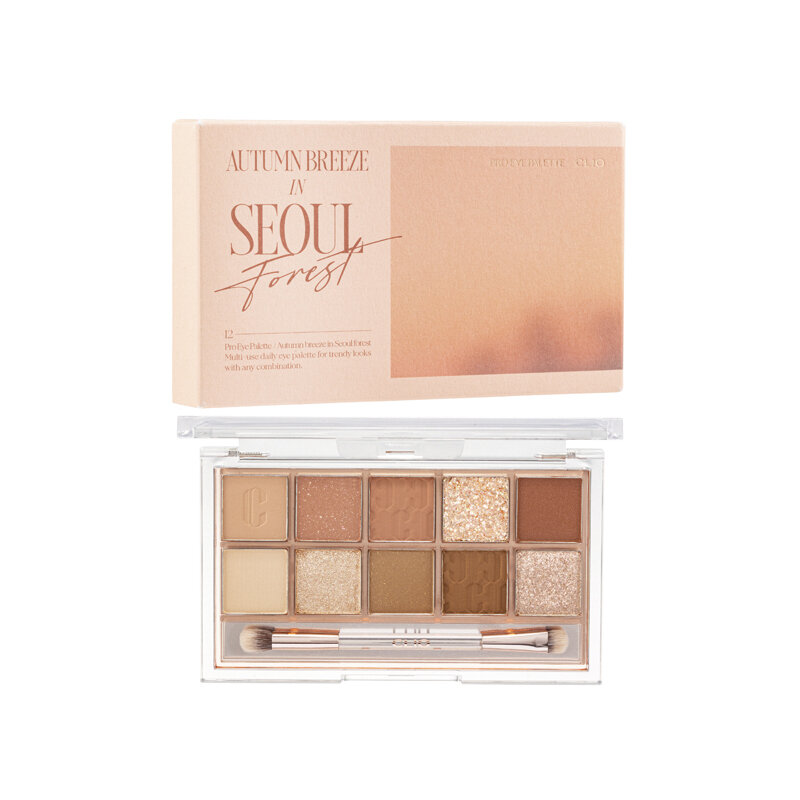 AUTUMN BREEZE
IN
SEOUL
Forest
PRO EYE PALETTE CLIO
12
Pro Eye Palette / Autumn breeze in Seoul forest
Multi-use daily eye palette for trendy looks
with any combination.
C